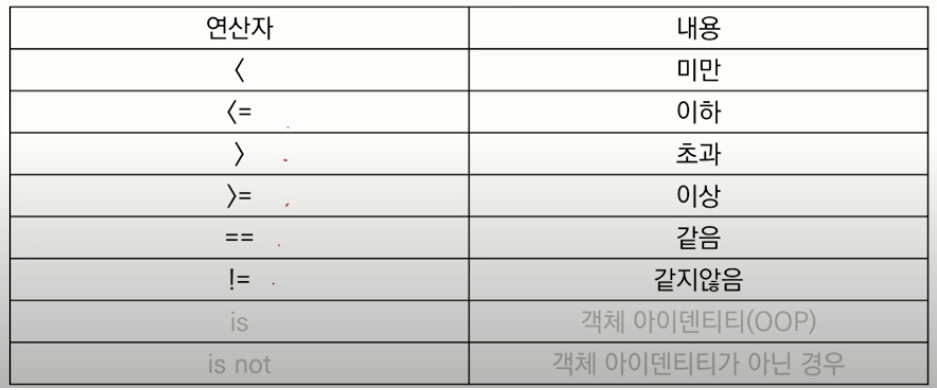 연산자 내용
< 미만
<= 이하
> 초과
>= 이상
== 같음
!= 같지않음
is 객체 아이덴티티(OOP)
is not 객체 아이덴티티가 아닌 경우